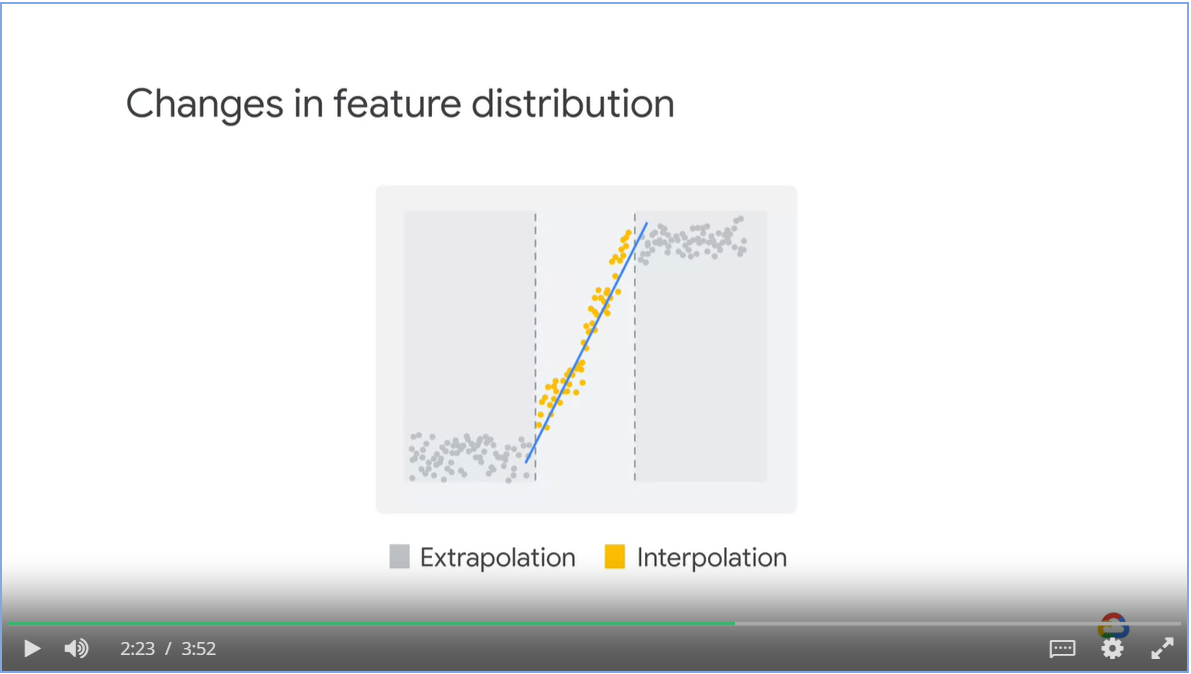 Changes in feature distribution
Extrapolation Interpolation
2:23 / 3:52